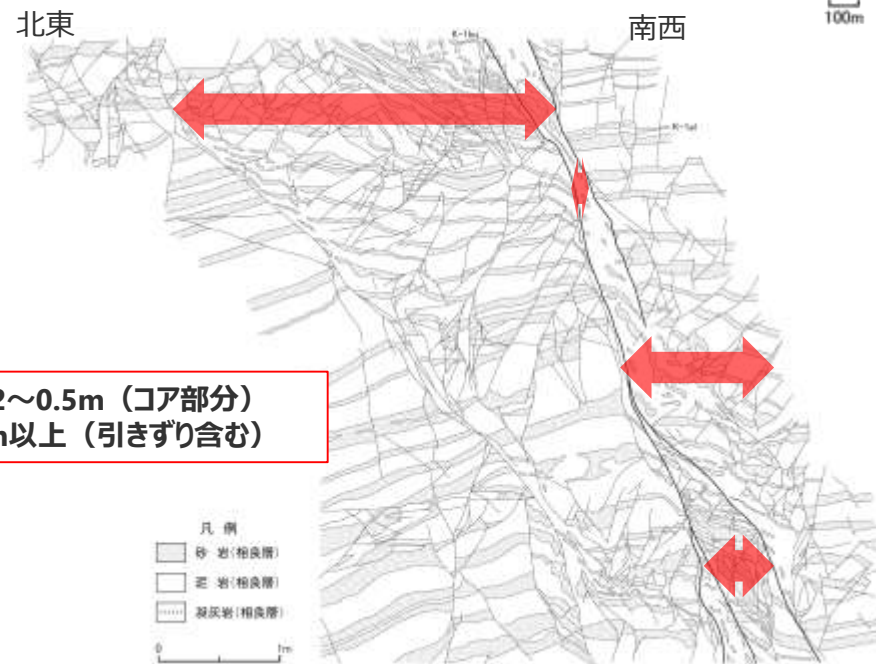 北東
南西
100m
K-1al
2～0.5m（コア部分）
m以上（引きずり含む）
凡 例
砂 岩(相良層)
泥 岩(相良層)
凝灰岩(相良層)
0 1m